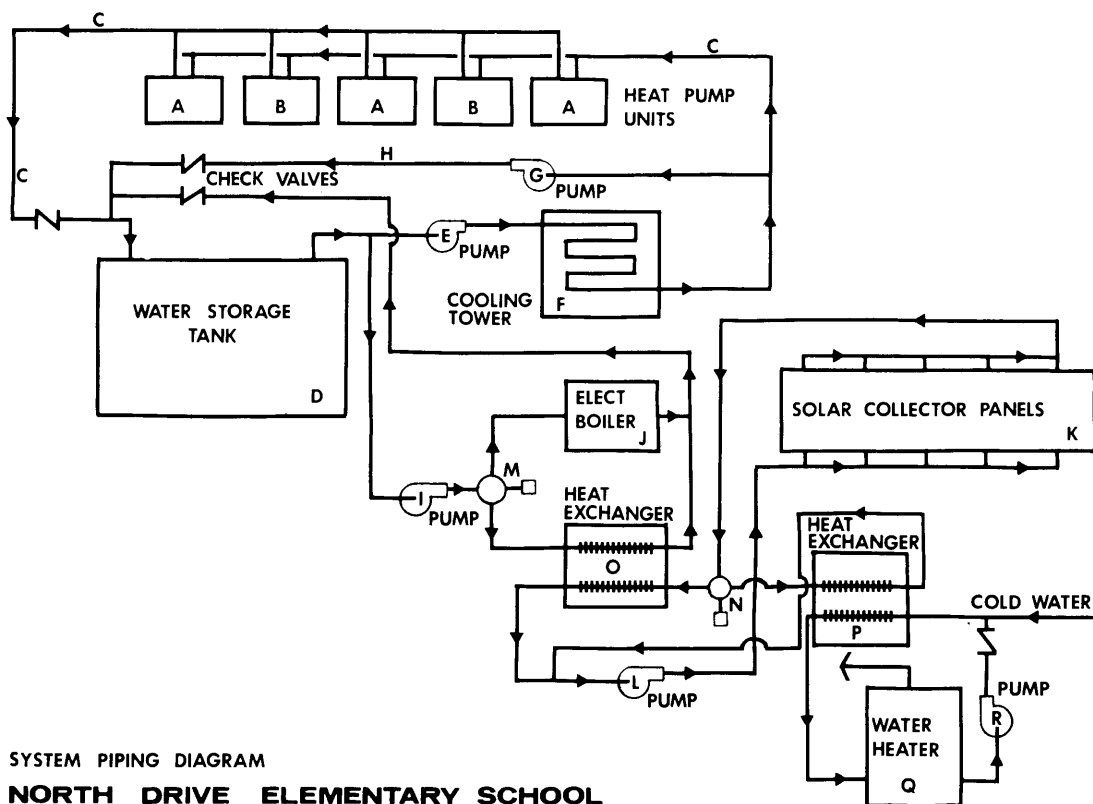 C
C
A
B
A
B
A
HEAT PUMP
UNITS
C
H
G
PUMP
CHECK VALVES
E
PUMP
WATER STORAGE
TANK
D
COOLING
TOWER
F
ELECT
BOILER
J
SOLAR COLLECTOR PANELS
K
M
I
PUMP
HEAT
EXCHANGER
O
HEAT
EXCHANGER
N
P
COLD WATER
L
PUMP
PUMP
R
WATER
HEATER
Q
SYSTEM PIPING DIAGRAM
NORTH DRIVE ELEMENTARY SCHOOL